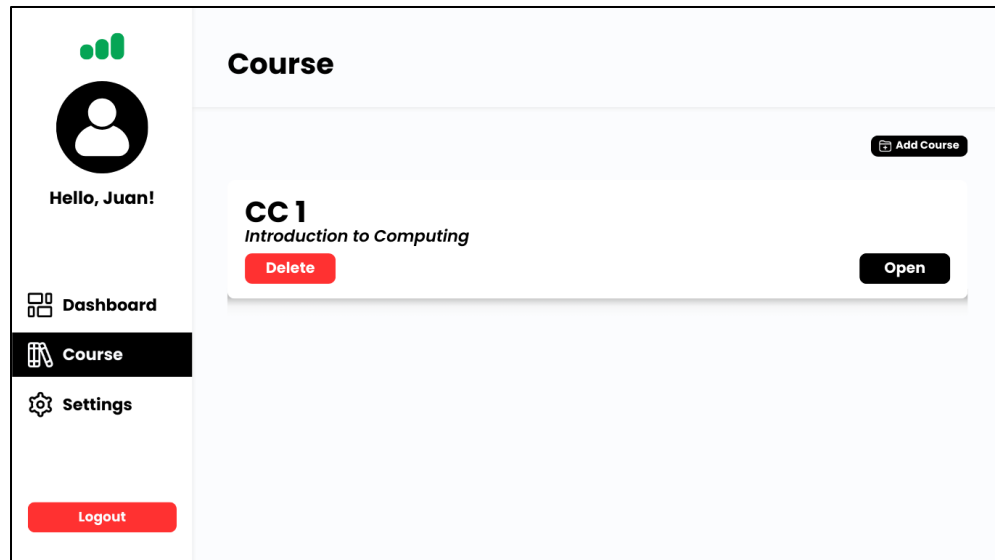 Hello, Juan!
Dashboard
Course
Settings
Logout
Course
Add Course
CC 1
Introduction to Computing
Delete
Open